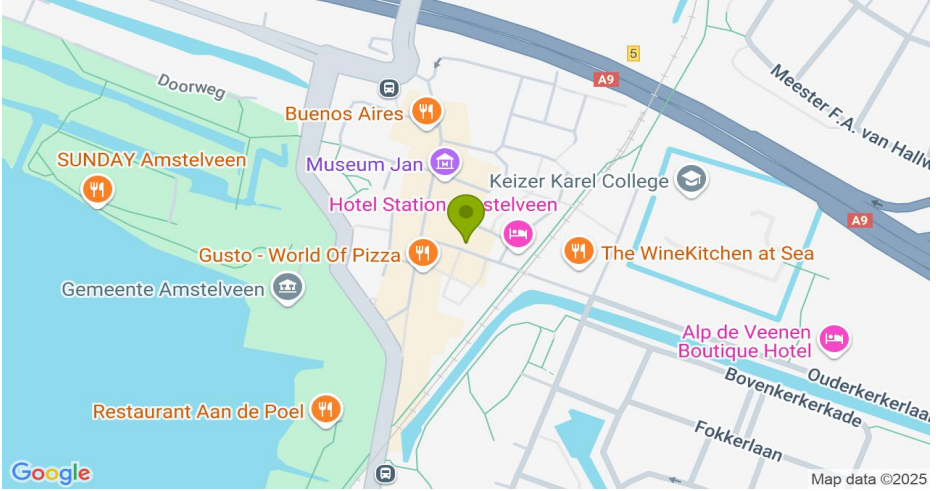 5
A9
Doorweg
Meester F.A. van Hallw
Buenos Aires
SUNDAY Amstelveen
Museum Jan
Keizer Karel College
Hotel Station
stelveen
A9
Gusto - World Of Pizza
The WineKitchen at Sea
Gemeente Amstelveen
Alp de Veenen
Boutique Hotel
Ouderkerkerlaan
Bovenkerkerkade
Restaurant Aan de Poel
Fokkerlaan
Google
Map data ©2025